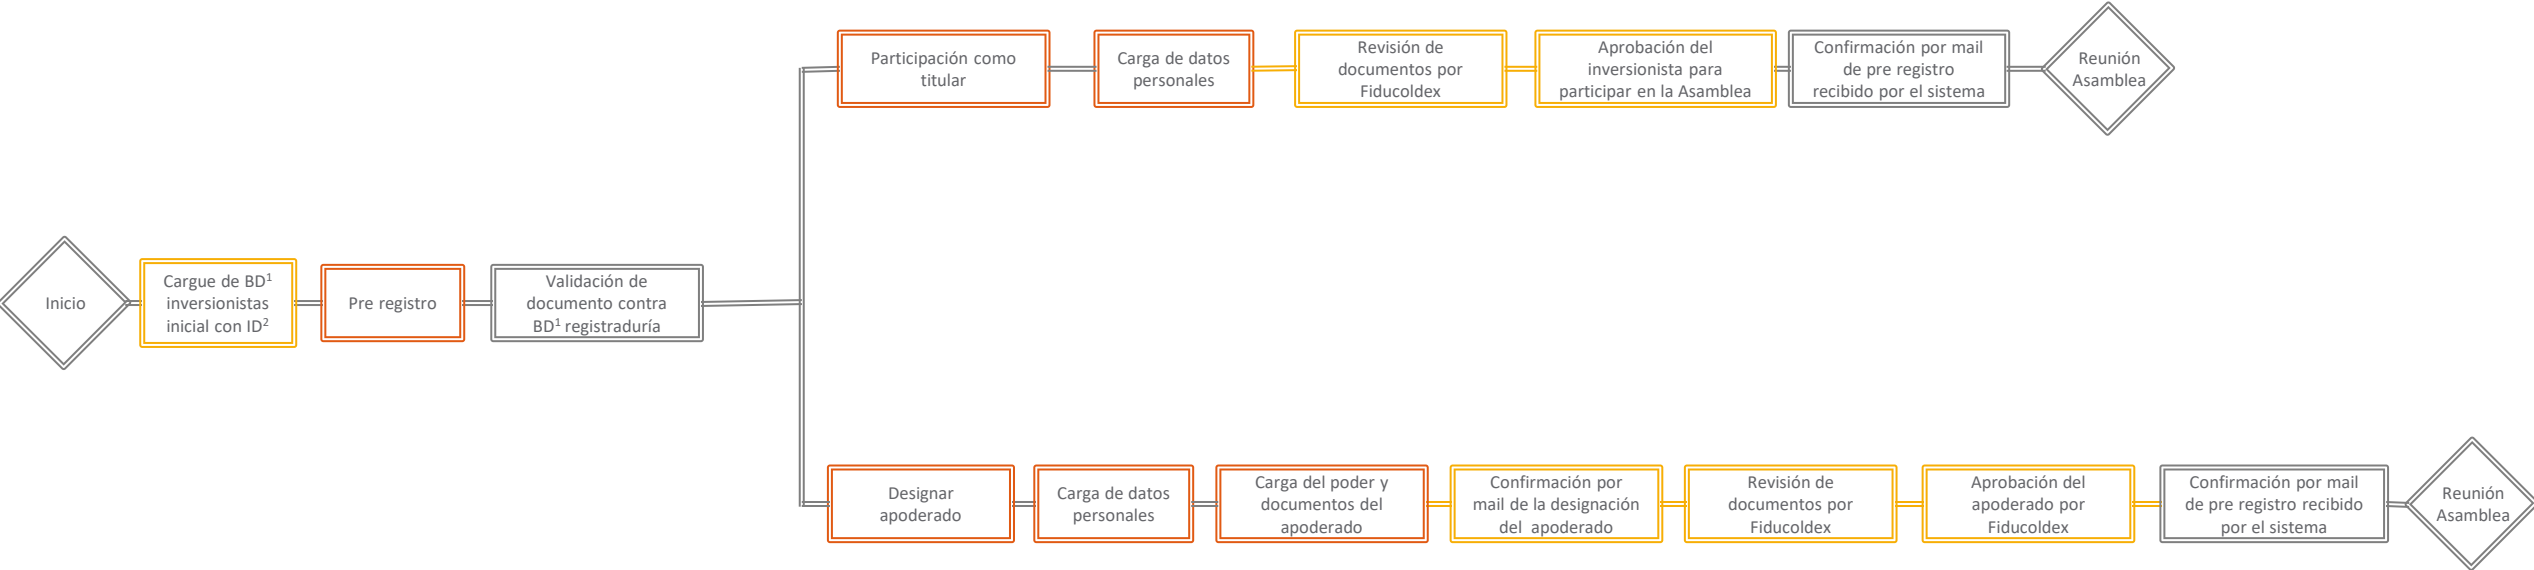 Inicio
Cargue de BD¹
inversionistas
inicial con ID²
Pre registro
Validación de
documento contra
BD¹ registraduría
Participación como
titular
Carga de datos
personales
Revisión de
documentos por
Fiducoldex
Aprobación del
inversionista para
participar en la Asamblea
Confirmación por mail
de pre registro
recibido por el sistema
Reunión
Asamblea
Designar
apoderado
Carga de datos
personales
Carga del poder y
documentos del
apoderado
Confirmación por
mail de la designación
del apoderado
Revisión de
documentos por
Fiducoldex
Aprobación del
apoderado por
Fiducoldex
Confirmación por mail
de pre registro recibido
por el sistema
Reunión
Asamblea